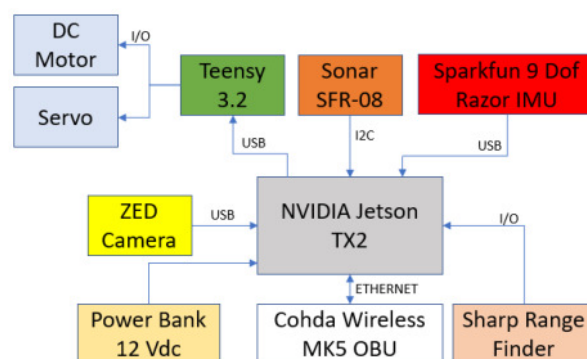 DC
Motor
I/O
Servo
Teensy
3.2
Sonar
SFR-08
Sparkfun 9 Dof
Razor IMU
USB
I2C
USB
ZED
Camera
USB
NVIDIA Jetson
TX2
I/O
ETHERNET
Power Bank
12 Vdc
Cohda Wireless
MK5 OBU
Sharp Range
Finder